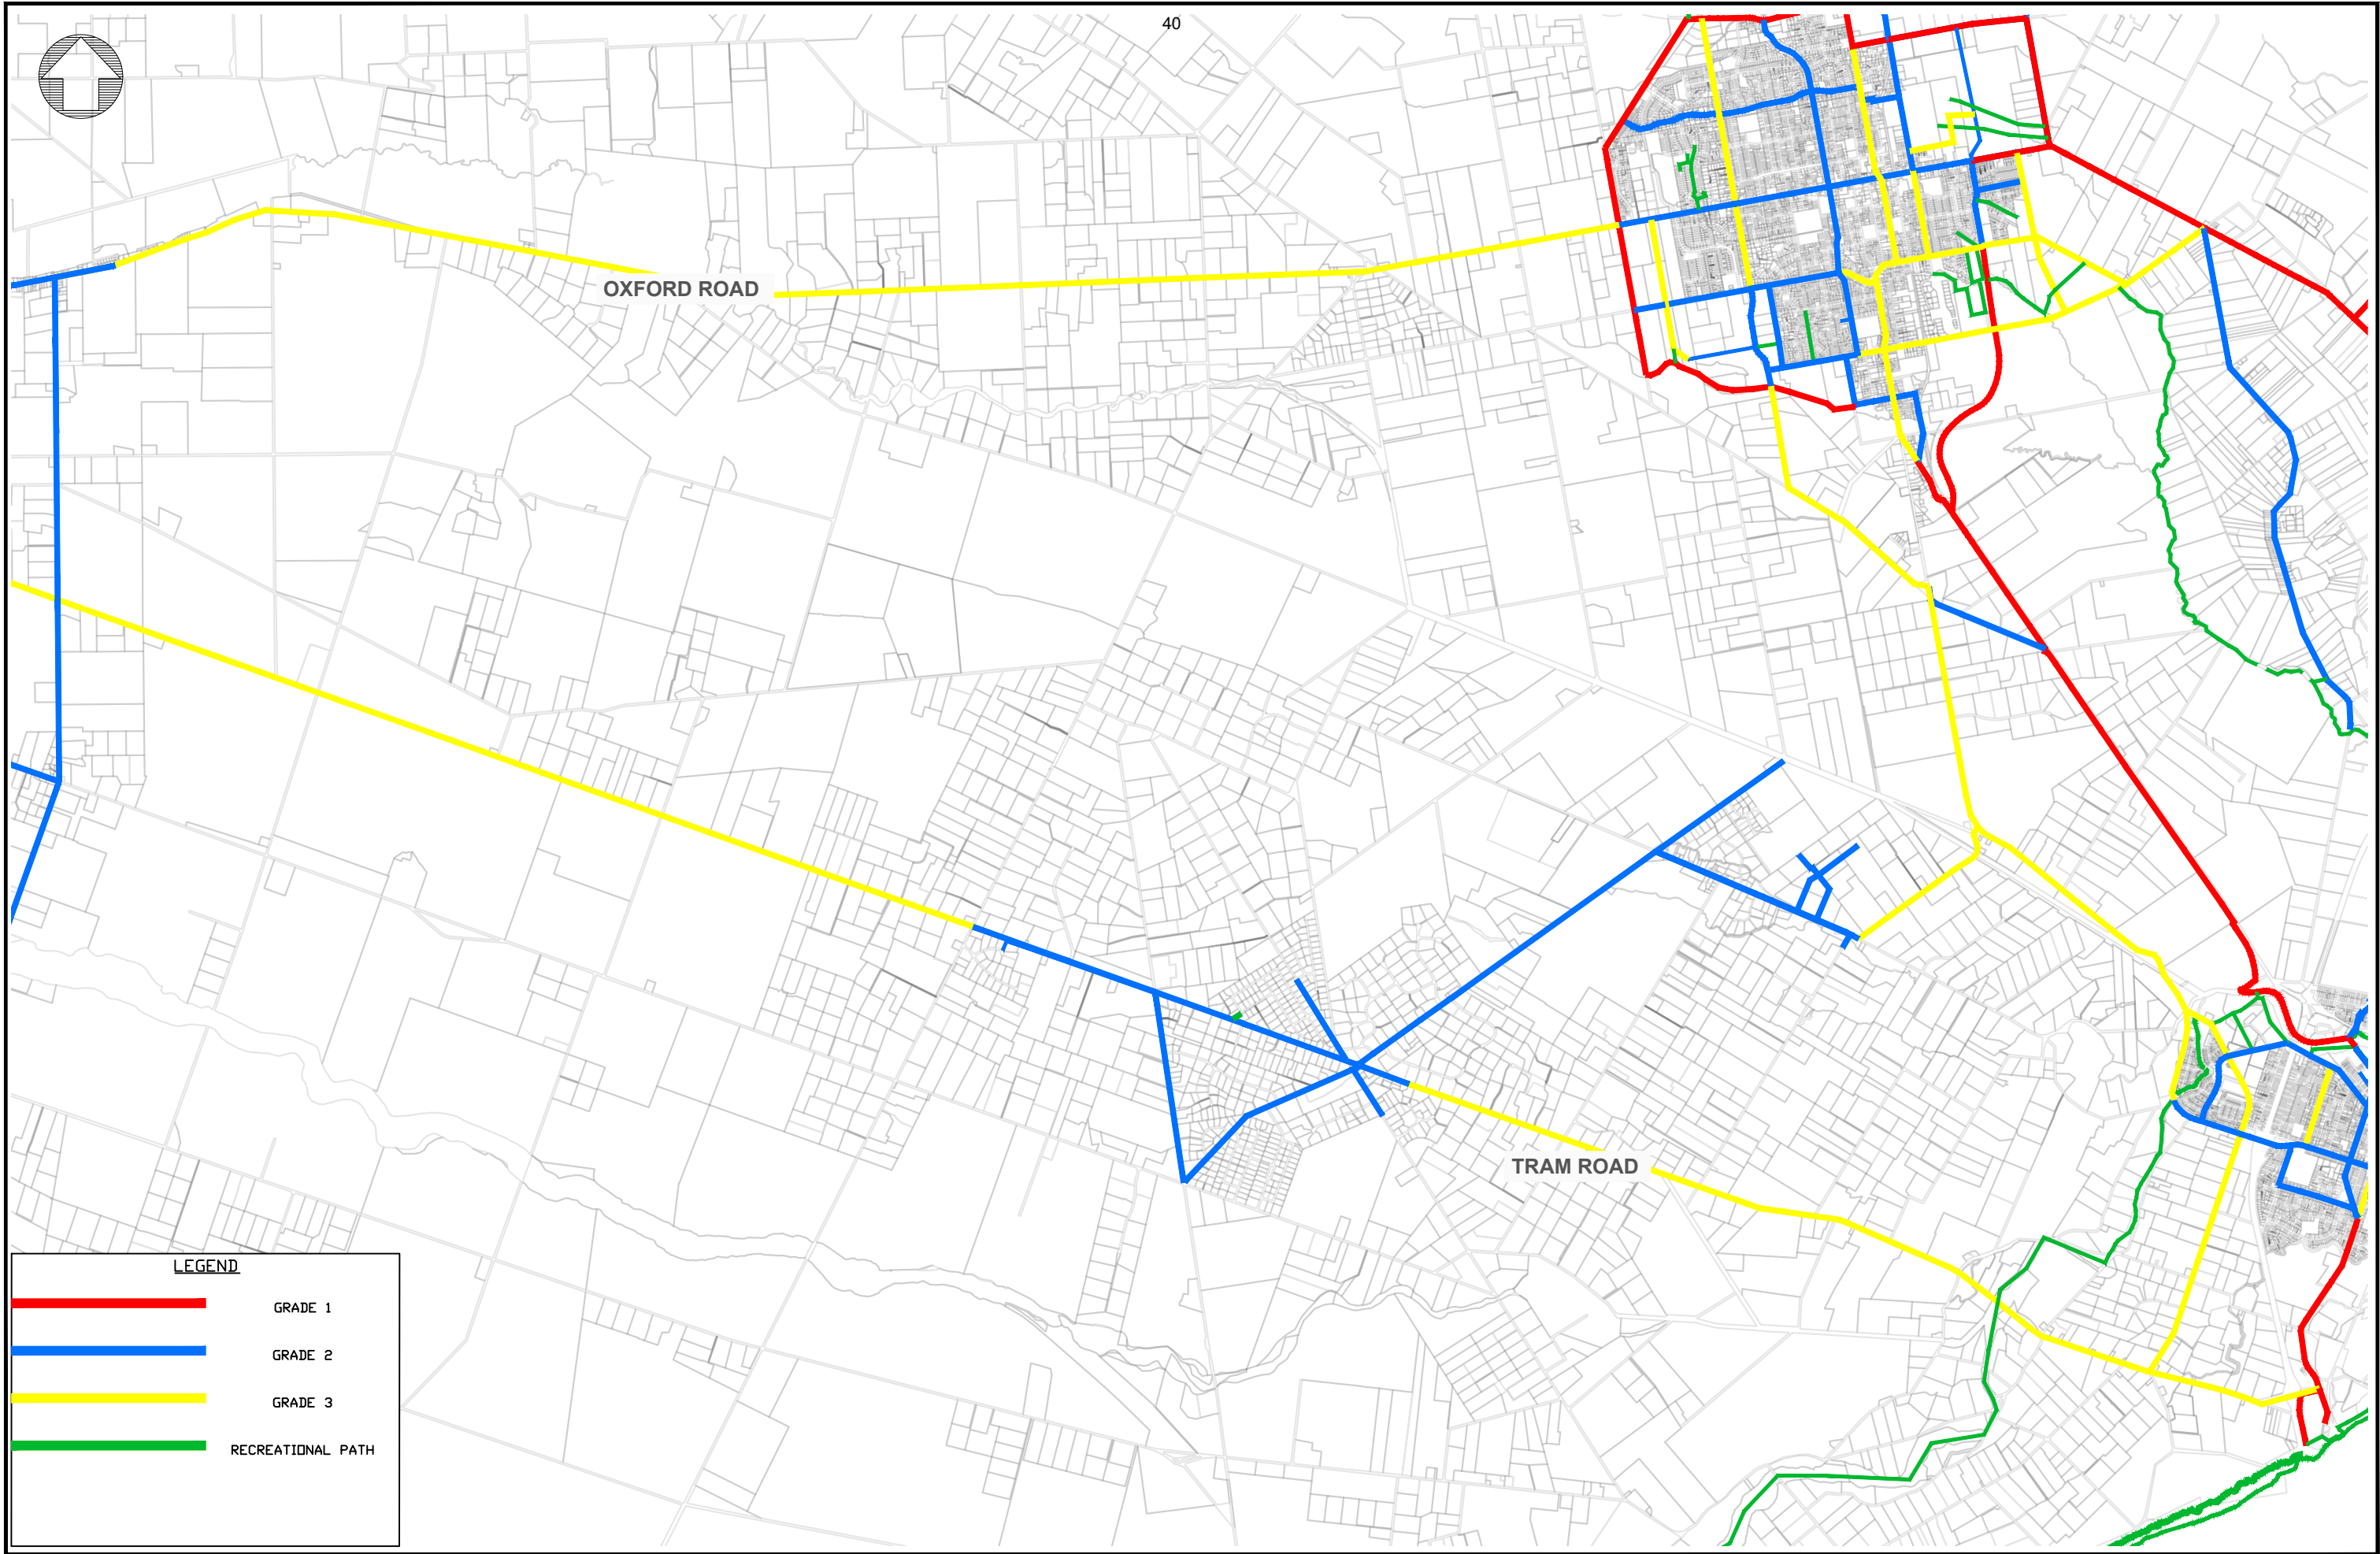 40
OXFORD ROAD
TRAM ROAD
LEGEND
GRADE 1
GRADE 2
GRADE 3
RECREATIONAL PATH